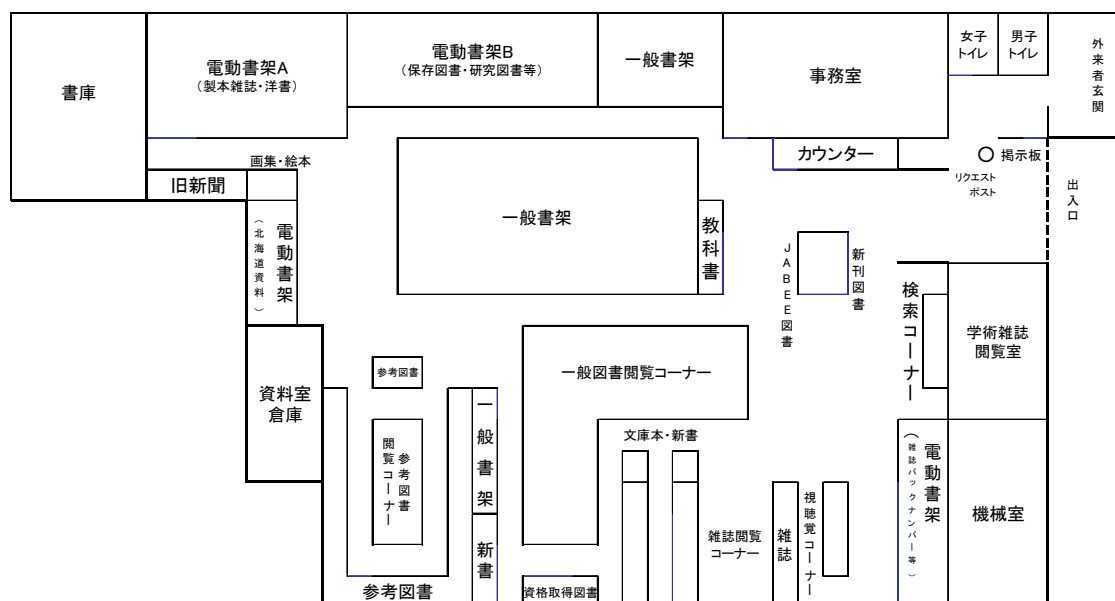 書庫
電動書架A
(製本雑誌・洋書)
電動書架B
(保存図書・研究図書等)
一般書架
事務室
女子
トイレ
男子
トイレ
外来者玄関
カウンター
掲示板
リクエスト
ポスト
出入口
画集・絵本
旧新聞
電動書架
(北海道資料)
一般書架
教科書
JABEE図書
新刊図書
検索コーナー
学術雑誌
閲覧室
資料室
倉庫
参考図書
参考図書
閲覧コーナー
一般書架
新書
参考図書
一般図書閲覧コーナー
文庫本・新書
資格取得図書
雑誌閲覧
コーナー
雑誌
視聴覚コーナー
電動書架
(雑誌バックナンバー等)
機械室